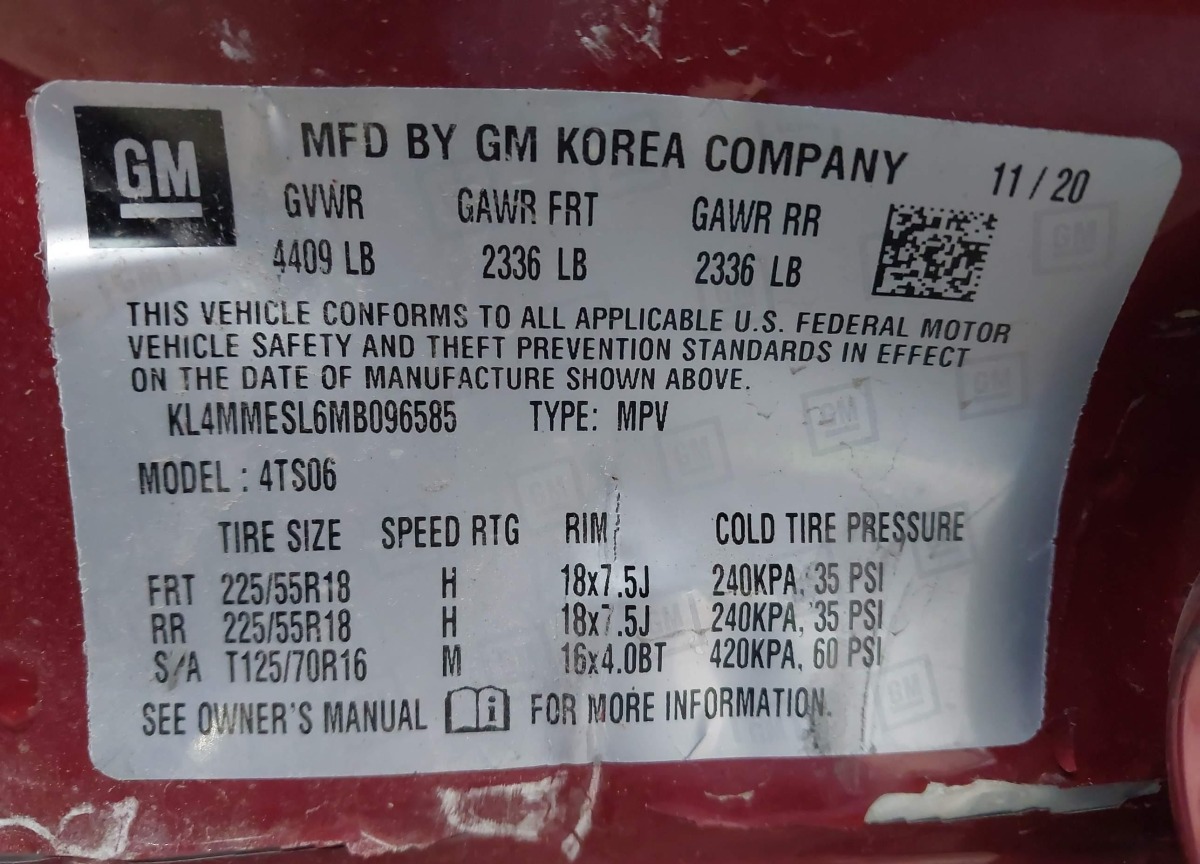 GM
MFD BY GM KOREA COMPANY 11 / 20
GVWR GAWR FRT GAWR RR
4409 LB 2336 LB 2336 LB
THIS VEHICLE CONFORMS TO ALL APPLICABLE U.S. FEDERAL MOTOR
VEHICLE SAFETY AND THEFT PREVENTION STANDARDS IN EFFECT
ON THE DATE OF MANUFACTURE SHOWN ABOVE.
KL4MMESL6MB096585 TYPE: MPV
MODEL : 4TS06
TIRE SIZE SPEED RTG RIM COLD TIRE PRESSURE
FRT 225/55R18 H 18x7.5J 240KPA, 35 PSI
RR 225/55R18 H 18x7.5J 240KPA, 35 PSI
S/A T125/70R16 M 16x4.0BT 420KPA, 60 PSI
SEE OWNER'S MANUAL i FOR MORE INFORMATION.